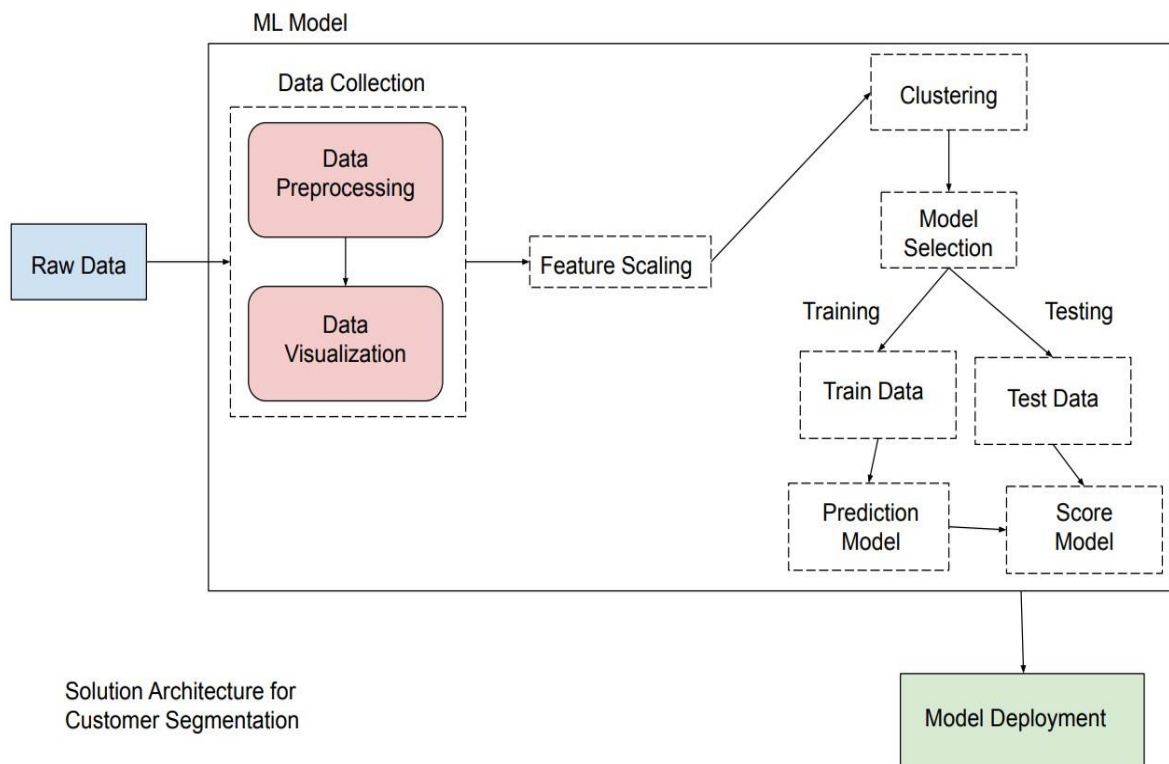 ML Model
Data Collection
Data
Preprocessing
Data
Visualization
Raw Data
Feature Scaling
Clustering
Model
Selection
Training
Testing
Train Data
Test Data
Prediction
Model
Score
Model
Solution Architecture for
Customer Segmentation
Model Deployment